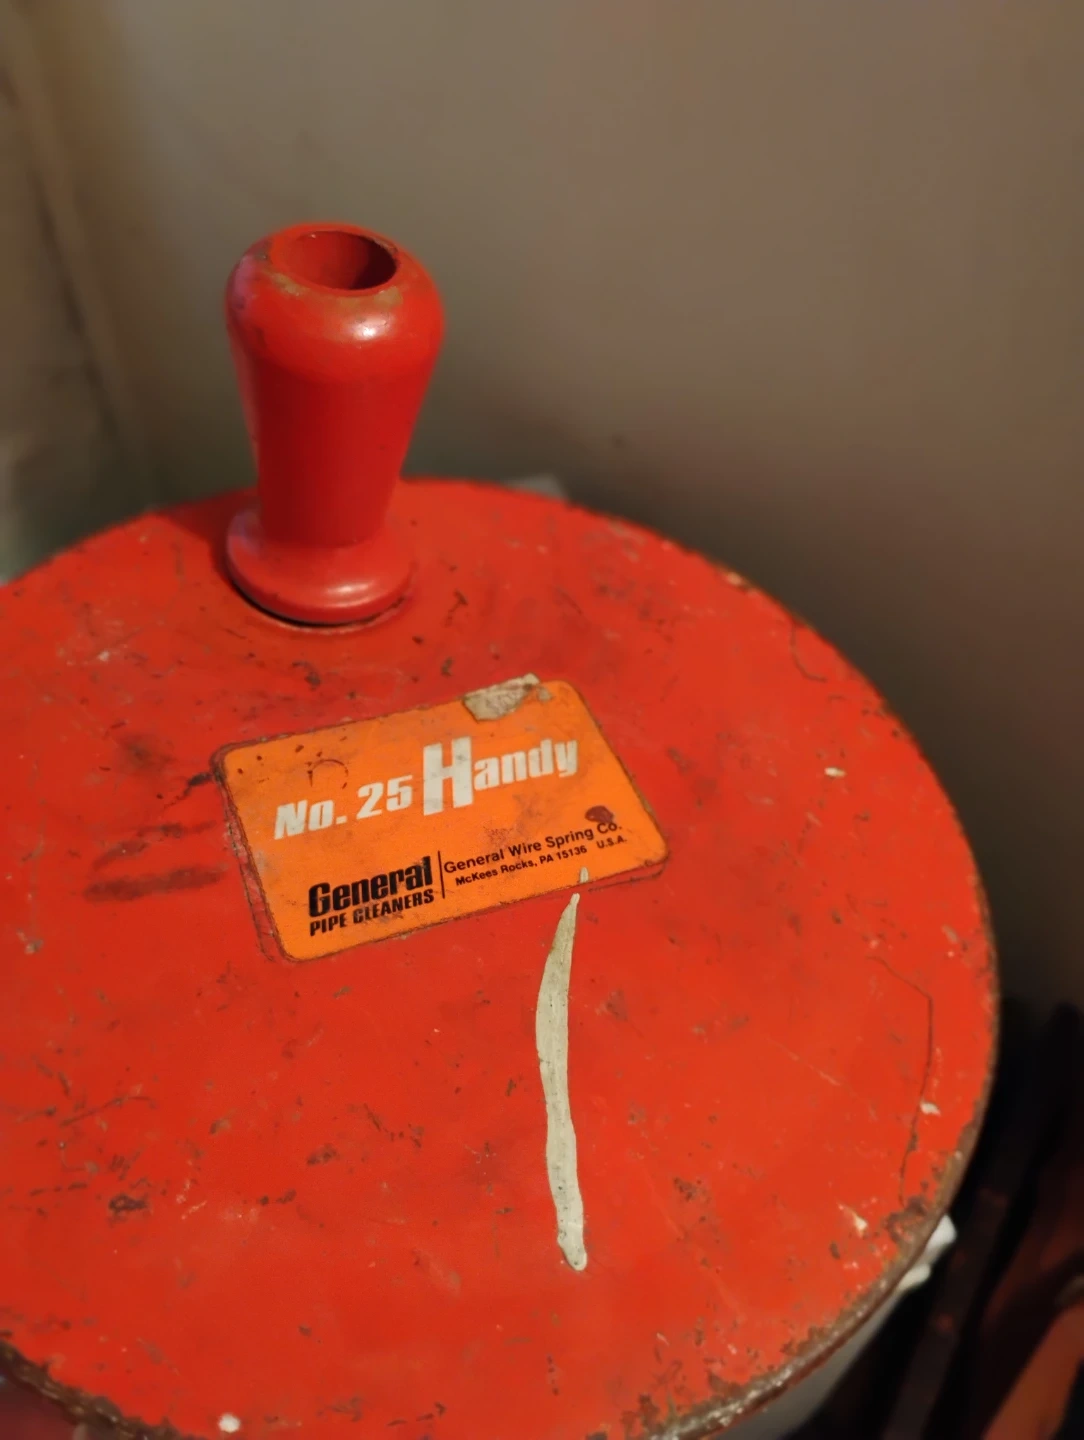 No. 25 Handy
General
PIPE CLEANERS
General Wire Spring Co.
McKees Rocks, PA 15136 U.S.A.